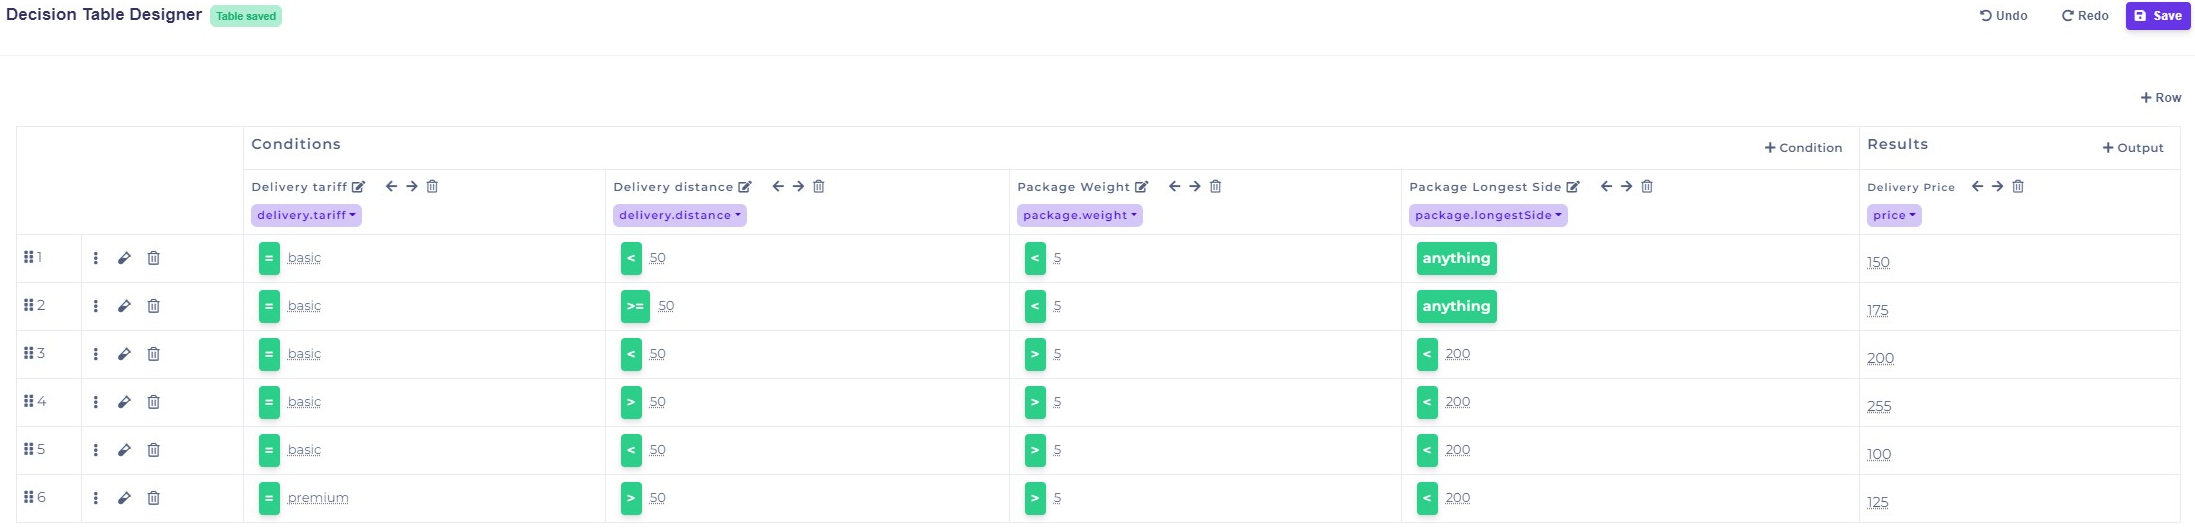 Decision Table Designer Table saved Undo Redo Save
Row
Conditions Condition Results Output
Delivery tariff Delivery distance Package Weight Package Longest Side Delivery Price
delivery.tariff delivery.distance package.weight package.longestSide price
1 = basic < 50 < 5 anything 150
2 = basic >= 50 < 5 anything 175
3 = basic < 50 > 5 < 200 200
4 = basic > 50 > 5 < 200 255
5 = basic < 50 > 5 < 200 100
6 = premium > 50 > 5 < 200 125